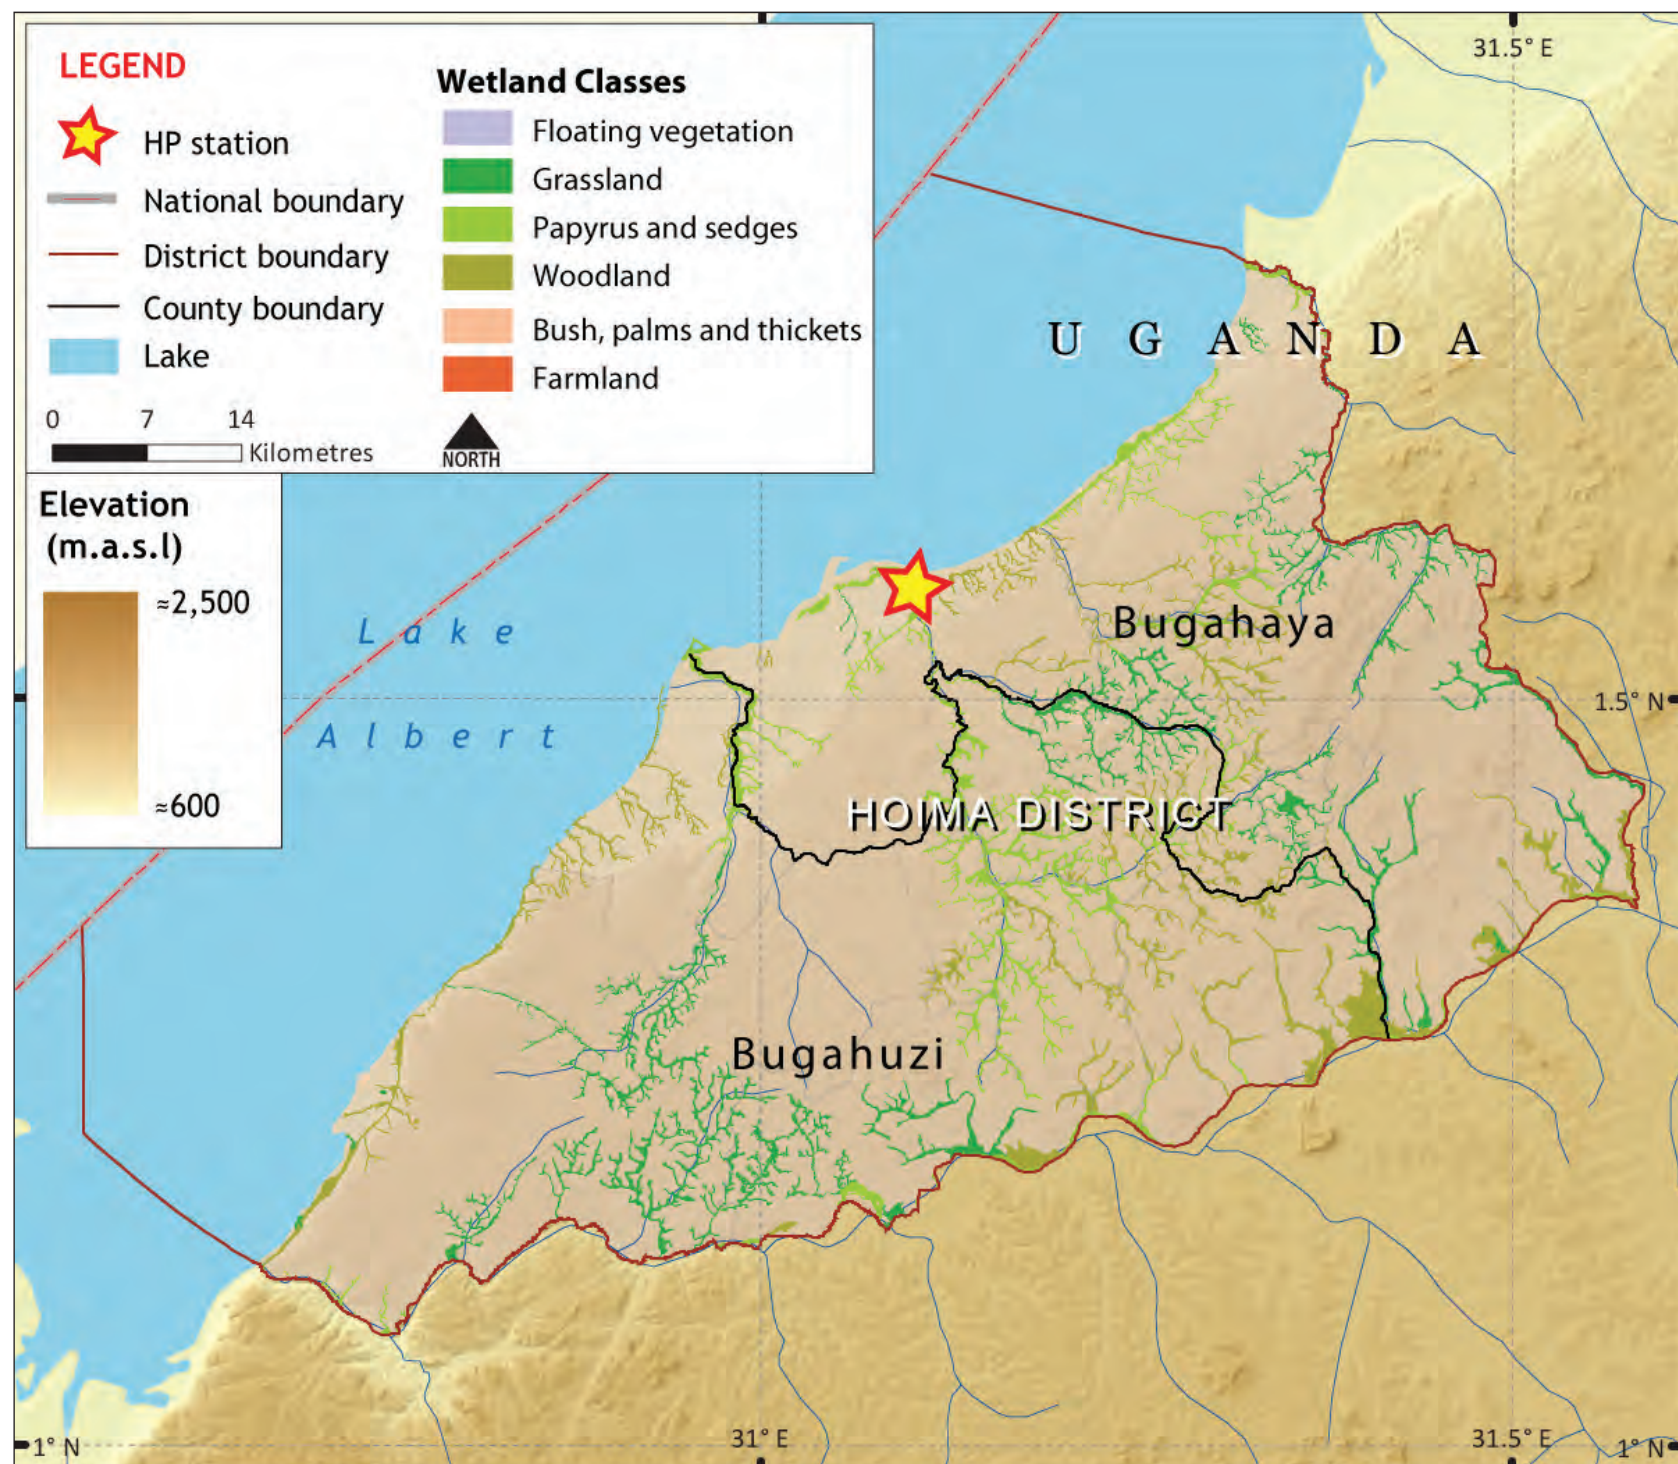 LEGEND
HP station
National boundary
District boundary
County boundary
Lake
0 7 14
Kilometres
Wetland Classes
Floating vegetation
Grassland
Papyrus and sedges
Woodland
Bush, palms and thickets
Farmland
NORTH
Elevation
(m.a.s.l)
≈2,500
≈600
31.5° E
UGANDA
Lake
Albert
Bugahaya
1.5° N
HOIMA DISTRICT
Bugahuzi
1° N
31° E
31.5° E
1° N